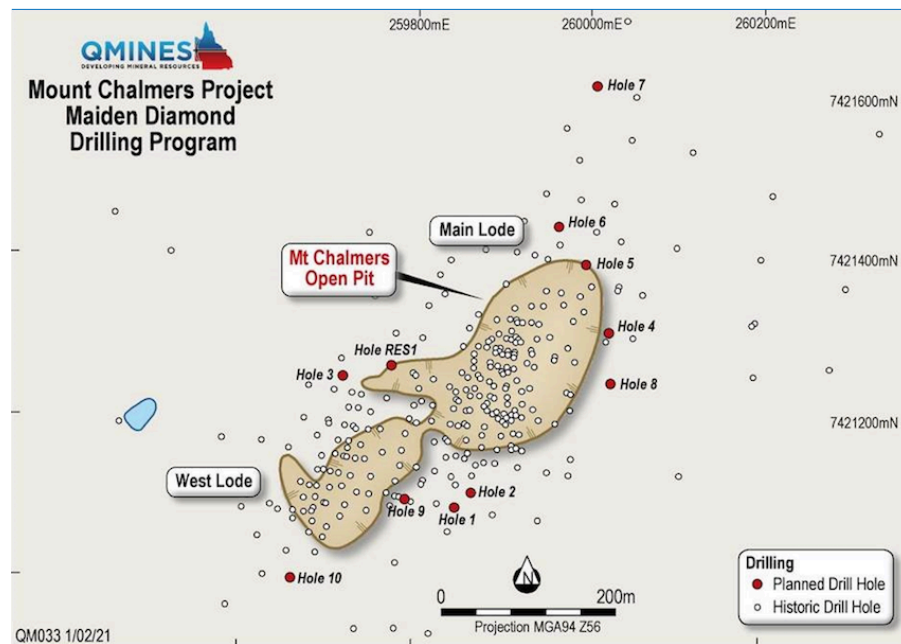 259800mE
260000mE
260200mE
QMINES
DEVELOPING MINERAL RESOURCES
Mount Chalmers Project
Maiden Diamond
Drilling Program
Hole 7
7421600mN
Hole 6
Main Lode
Mt Chalmers
Open Pit
Hole 5
7421400mN
Hole 4
Hole RES1
Hole 3
Hole 8
7421200mN
West Lode
Hole 2
Hole 9
Hole 1
Hole 10
N
0
200m
Projection MGA94 Z56
Drilling
Planned Drill Hole
Historic Drill Hole
QM033 1/02/21